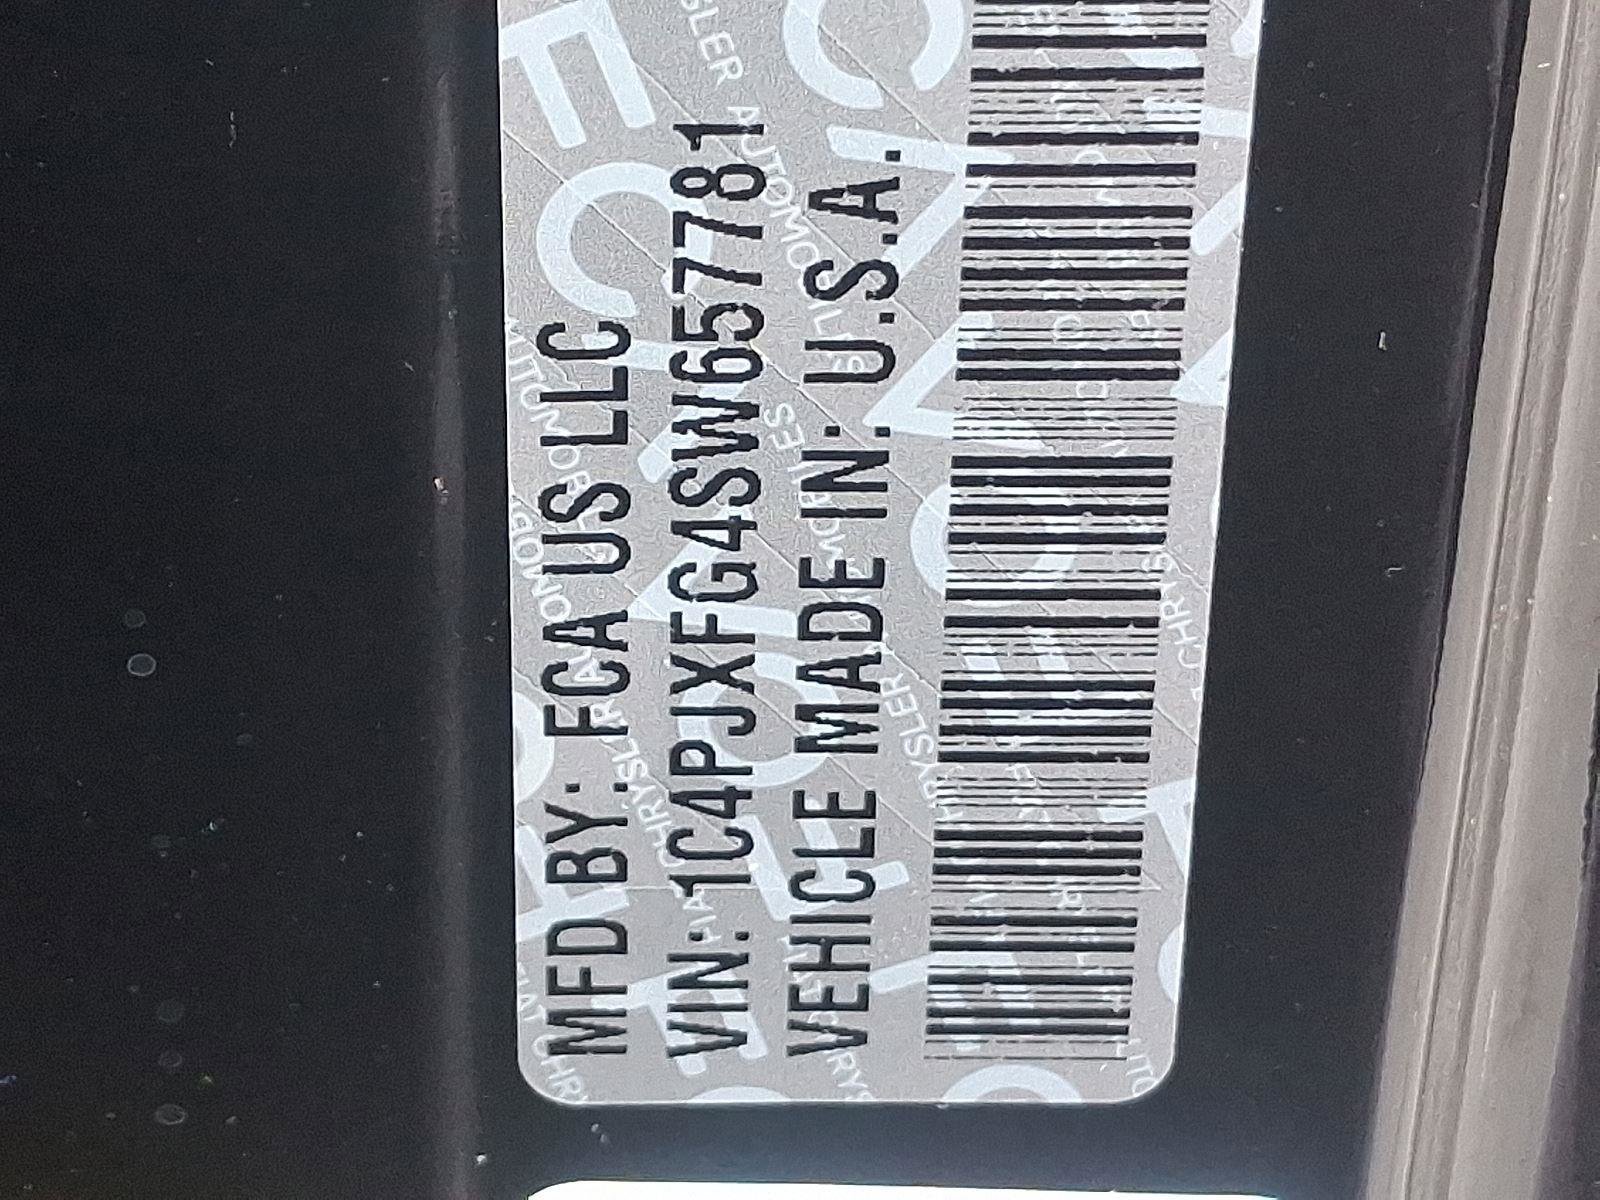 MFD BY: FCA US LLC
VIN: 1C4PJXFG4SW657781
VEHICLE MADE IN: U.S.A.